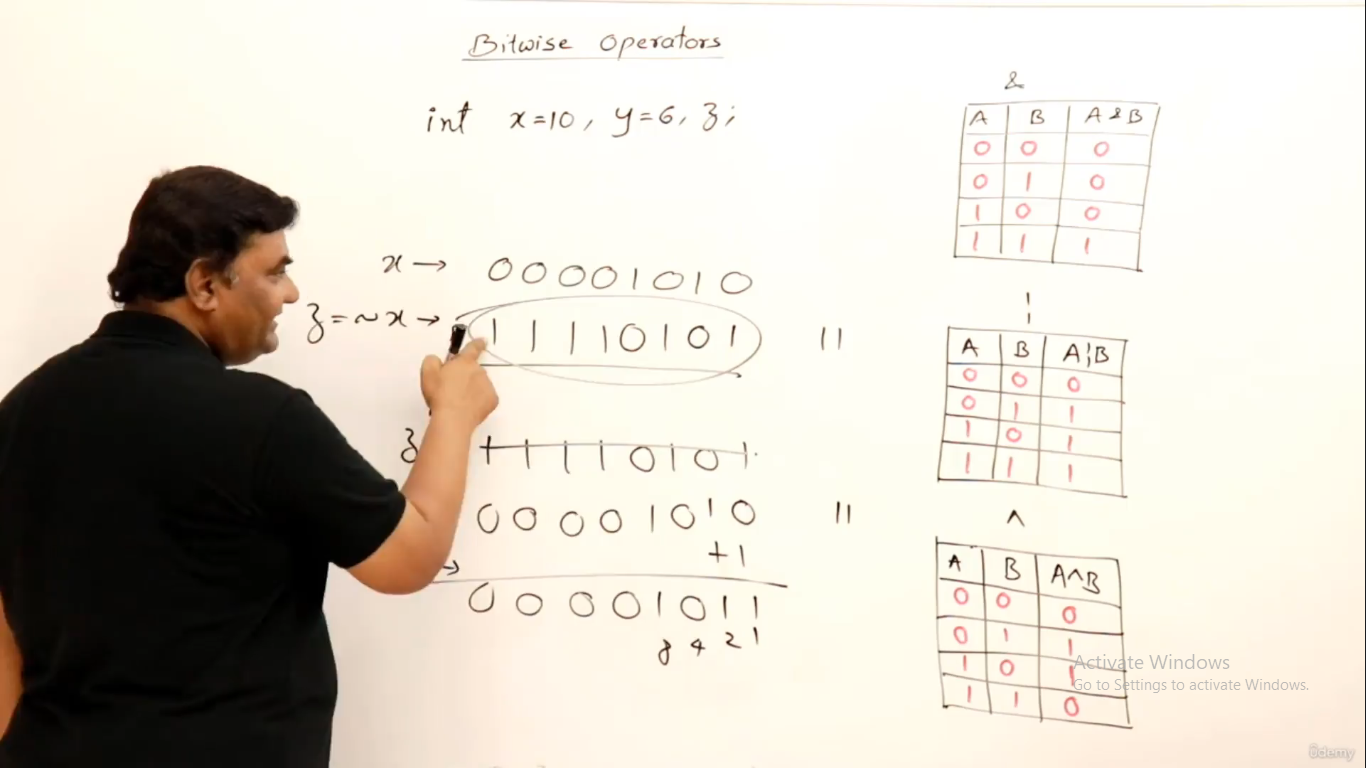 Bitwise Operators
int x=10, y=6, z;
x → 00001010
z=~x → 11110101 11
z 11110101
00001010 11
+1
00001011
8 4 2 1
&
A B A&B
0 0 0
0 1 0
1 0 0
1 1 1
¦
A B A¦B
0 0 0
0 1 1
1 0 1
1 1 1
^
A B A^B
0 0 0
0 1 1
1 0 1
1 1 0
Activate Windows
Go to Settings to activate Windows.
ûdemy